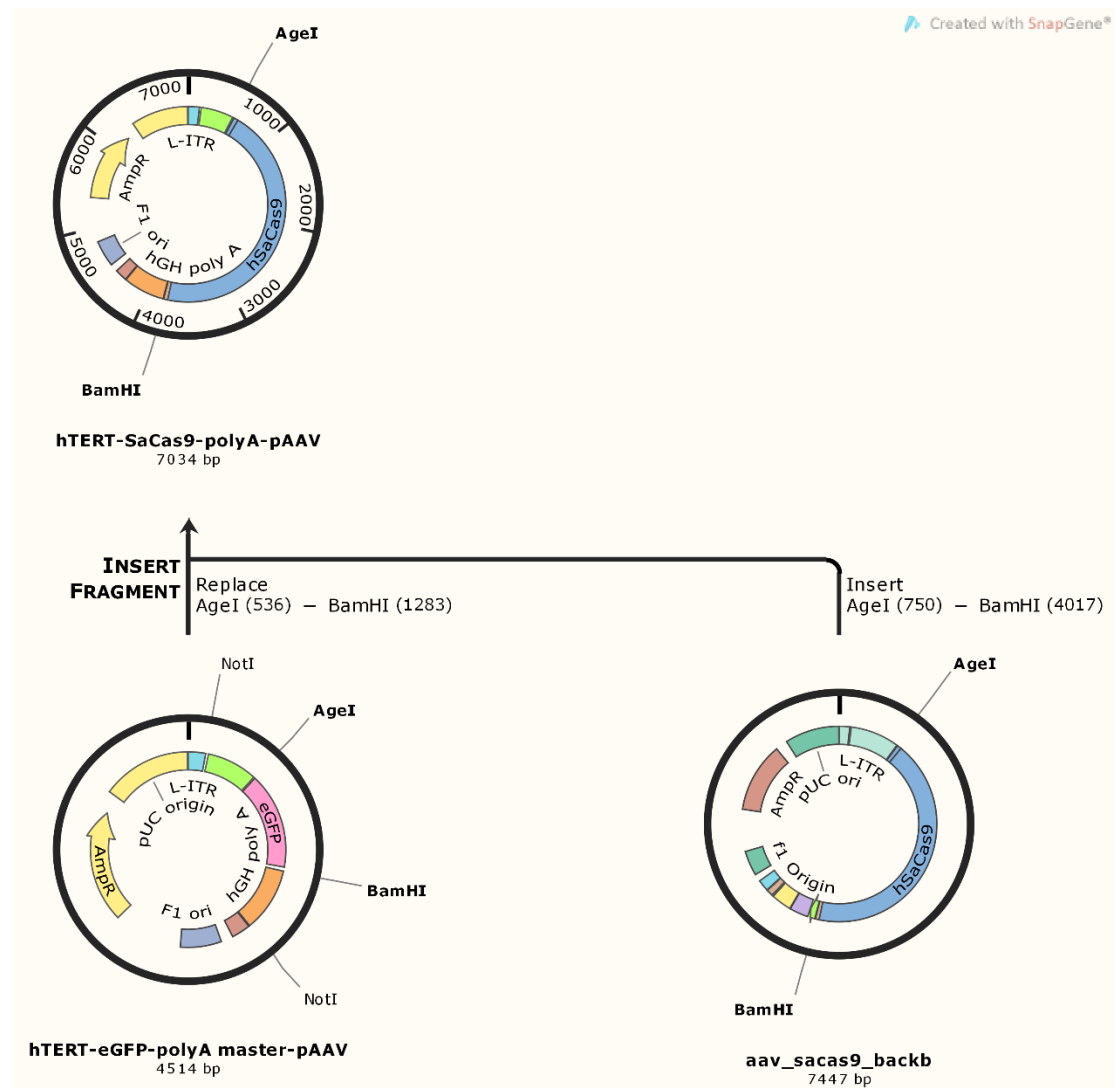 Created with SnapGene®
AgeI
7000
1000
6000
L-ITR
AmpR
2000
F1 ori
hSaCas9
5000
hGH poly A
3000
4000
BamHI
hTERT-SaCas9-polyA-pAAV
7034 bp
INSERT
FRAGMENT
Replace
AgeI (536) – BamHI (1283)
Insert
AgeI (750) – BamHI (4017)
NotI
AgeI
L-ITR
pUC origin
eGFP
hGH poly A
AmpR
BamHI
F1 ori
NotI
hTERT-eGFP-polyA master-pAAV
4514 bp
AgeI
L-ITR
pUC ori
AmpR
f1 Origin
hSaCas9
BamHI
aav_sacas9_backb
7447 bp